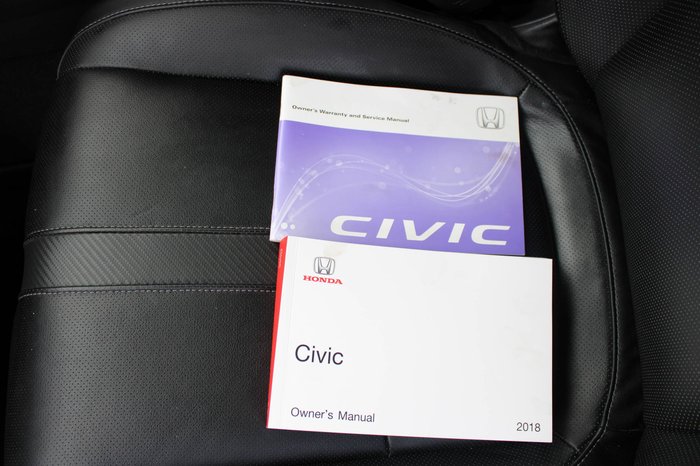 Owner's Warranty and Service Manual
CIVIC
HONDA
Civic
Owner's Manual
2018